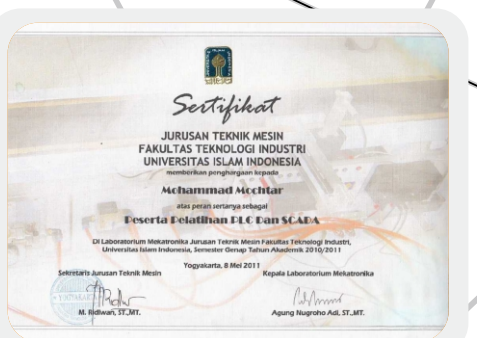 Sertifikat
JURUSAN TEKNIK MESIN
FAKULTAS TEKNOLOGI INDUSTRI
UNIVERSITAS ISLAM INDONESIA
memberikan penghargaan kepada
Mohammad Mochtar
atas peran sertanya sebagai
Peserta Pelatihan PLC Dan SCADA
Di Laboratorium Mekatronika Jurusan Teknik Mesin Fakultas Teknologi Industri,
Universitas Islam Indonesia, Semester Genap Tahun Akademik 2010/2011
Yogyakarta, 8 Mei 2011
Sekretaris Jurusan Teknik Mesin
Kepala Laboratorium Mekatronika
M. Ridlwan, ST.,MT.
Agung Nugroho Adi, ST.,MT.